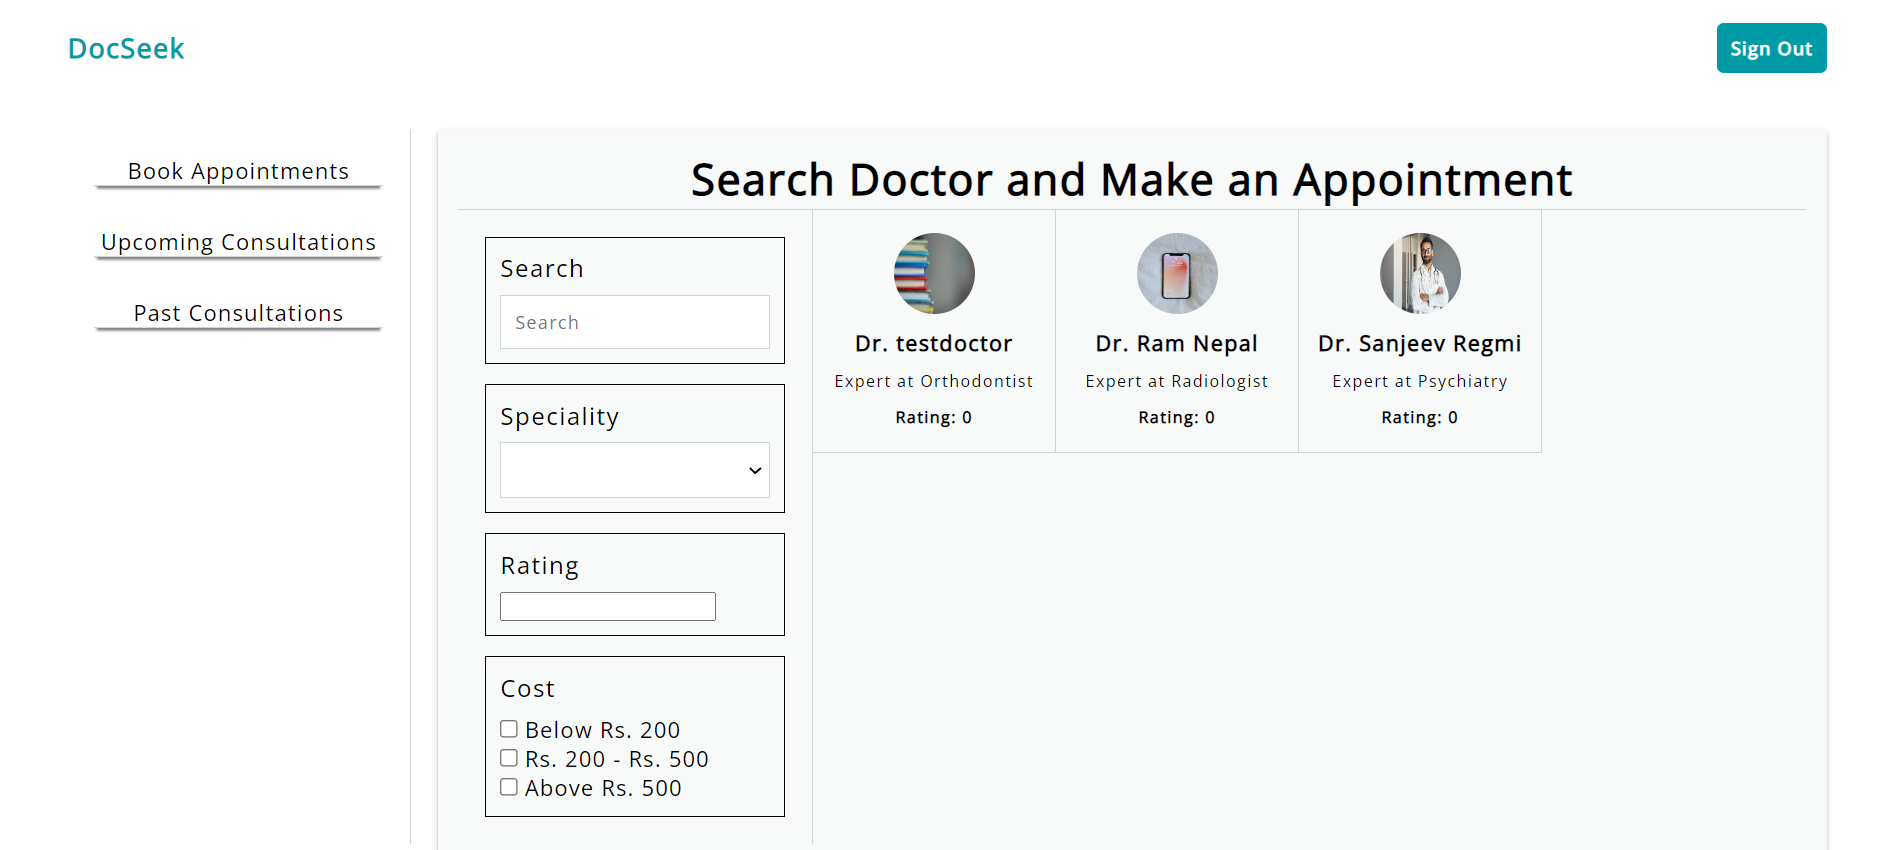 DocSeek
Sign Out
Book Appointments
Upcoming Consultations
Past Consultations
Search Doctor and Make an Appointment
Search
Search
Speciality
Rating
Cost
Below Rs. 200
Rs. 200 - Rs. 500
Above Rs. 500
Dr. testdoctor
Expert at Orthodontist
Rating: 0
Dr. Ram Nepal
Expert at Radiologist
Rating: 0
Dr. Sanjeev Regmi
Expert at Psychiatry
Rating: 0